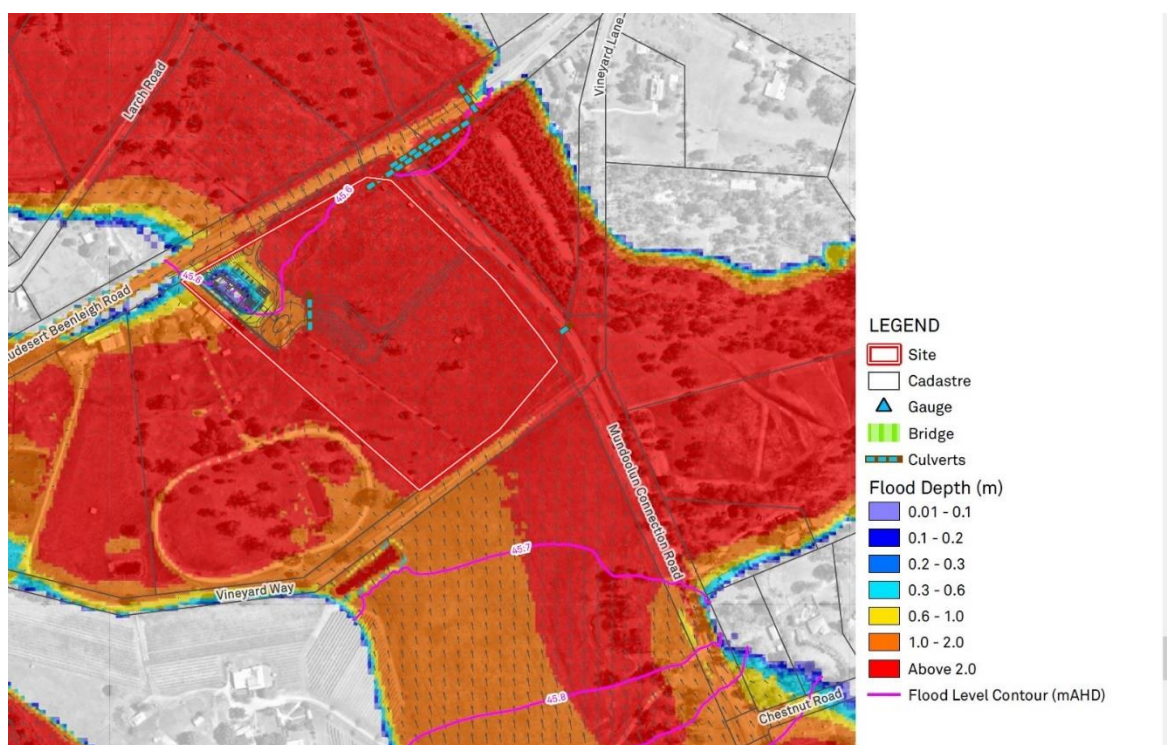 Larch Road
Vineyard Lane
45.6
45.8
udesert Beenleigh Road
Mundoolun Connection Road
45.7
Vineyard Way
45.8
Chestnut Road
LEGEND
Site
Cadastre
Gauge
Bridge
Culverts
Flood Depth (m)
0.01 - 0.1
0.1 - 0.2
0.2 - 0.3
0.3 - 0.6
0.6 - 1.0
1.0 - 2.0
Above 2.0
Flood Level Contour (mAHD)